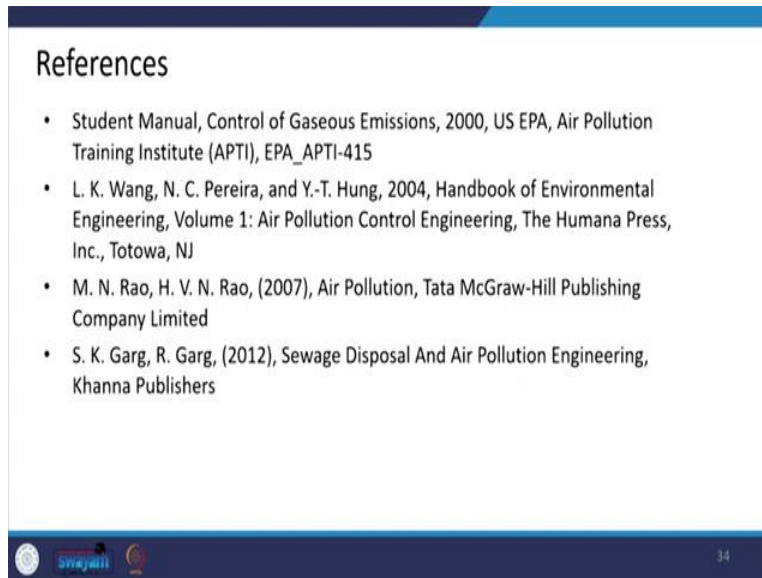 References
• Student Manual, Control of Gaseous Emissions, 2000, US EPA, Air Pollution
Training Institute (APTI), EPA_APTI-415
• L. K. Wang, N. C. Pereira, and Y.-T. Hung, 2004, Handbook of Environmental
Engineering, Volume 1: Air Pollution Control Engineering, The Humana Press,
Inc., Totowa, NJ
• M. N. Rao, H. V. N. Rao, (2007), Air Pollution, Tata McGraw-Hill Publishing
Company Limited
• S. K. Garg, R. Garg, (2012), Sewage Disposal And Air Pollution Engineering,
Khanna Publishers
swayam
34